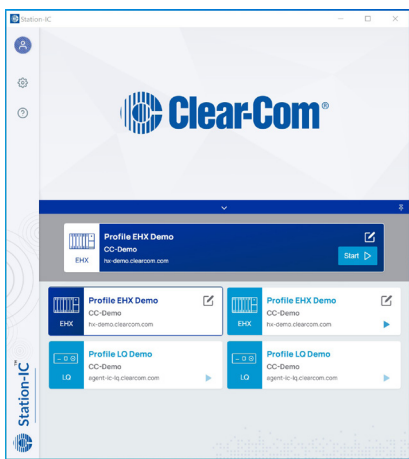 Station-IC
Clear-Com®
Profile EHX Demo
CC-Demo
EHX
hx-demo.clearcom.com
Start
Profile EHX Demo
CC-Demo
EHX
hx-demo.clearcom.com
Profile EHX Demo
CC-Demo
EHX
hx-demo.clearcom.com
Profile LQ Demo
CC-Demo
LQ
agent-ic-lq.clearcom.com
Profile LQ Demo
CC-Demo
LQ
agent-ic-lq.clearcom.com
Station-IC™